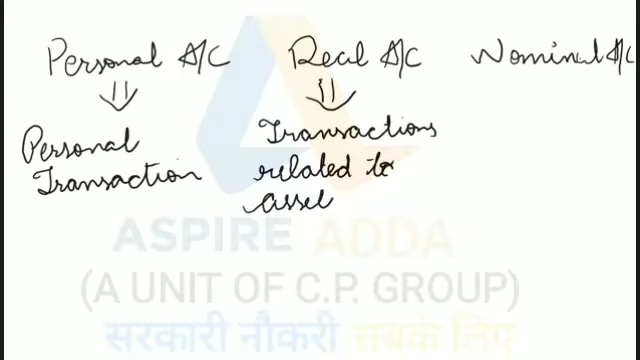 Personal A/C Real A/C Nominal A/C
Personal
Transaction
Transactions
related to
asset
ASPIRE ADDA
(A UNIT OF C.P. GROUP)
सरकारी नौकरी सबके लिए